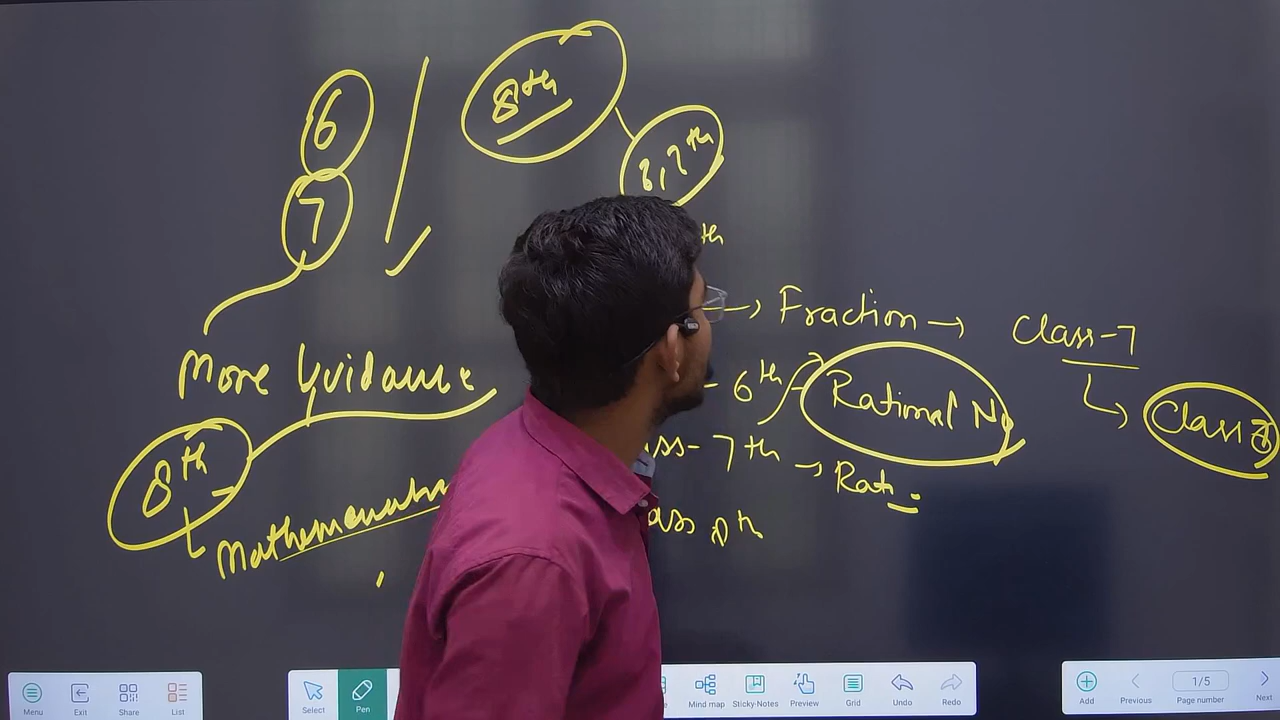 6
8th
7
th
→ Fraction → Class-7
More Guidance
- 6th Rational No
Class 8
8th
ss- 7th → Rat
ass 8th
Menu
Exit
Share
List
Select
Pen
Mind map
Sticky-Notes
Preview
Grid
Undo
Redo
Add
Previous
1/5
Page number
Next